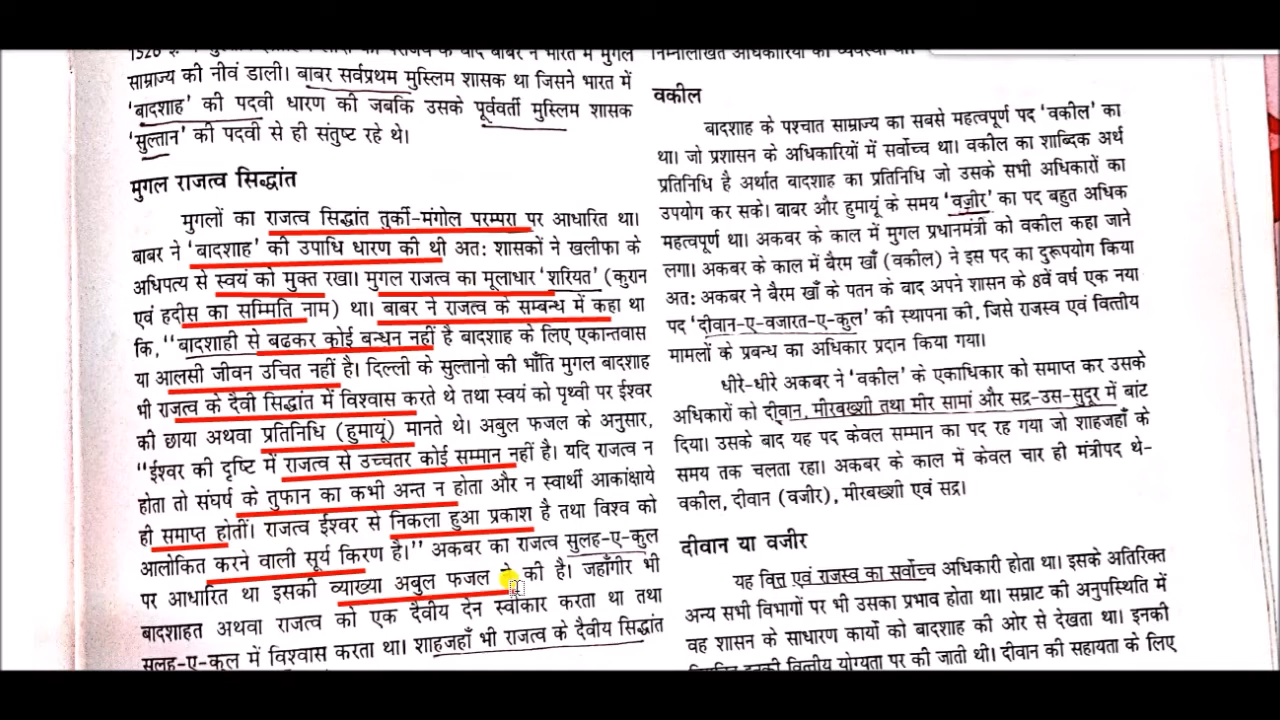 साम्राज्य की नीवं डाली। बाबर सर्वप्रथम मुस्लिम शासक था जिसने भारत में
'बादशाह' की पदवी धारण की जबकि उसके पूर्ववर्ती मुस्लिम शासक
'सुल्तान' की पदवी से ही संतुष्ट रहे थे।
मुगल राजत्व सिद्धांत
मुगलों का राजत्व सिद्धांत तुर्की-मंगोल परम्परा पर आधारित था।
बाबर ने 'बादशाह' की उपाधि धारण की थी अतः शासकों ने खलीफा के
अधिपत्य से स्वयं को मुक्त रखा। मुगल राजत्व का मूलाधार 'शरियत' (कुरान
एवं हदीस का सम्मिति नाम) था। बाबर ने राजत्व के सम्बन्ध में कहा था
कि, "बादशाही से बढकर कोई बन्धन नहीं है बादशाह के लिए एकान्तवास
या आलसी जीवन उचित नहीं है। दिल्ली के सुल्तानो की भाँति मुगल बादशाह
भी राजत्व के दैवी सिद्धांत में विश्वास करते थे तथा स्वयं को पृथ्वी पर ईश्वर
की छाया अथवा प्रतिनिधि (हुमायूं) मानते थे। अबुल फजल के अनुसार,
"ईश्वर की दृष्टि में राजत्व से उच्चतर कोई सम्मान नहीं है। यदि राजत्व न
होता तो संघर्ष के तुफान का कभी अन्त न होता और न स्वार्थी आकांक्षाये
ही समाप्त होतीं। राजत्व ईश्वर से निकला हुआ प्रकाश है तथा विश्व को
आलोकित करने वाली सूर्य किरण है।" अकबर का राजत्व सुलह-ए-कुल
पर आधारित था इसकी व्याख्या अबुल फजल ने की है। जहाँगीर भी
बादशाहत अथवा राजत्व को एक दैवीय देन स्वीकार करता था तथा
सुलह-ए-कुल में विश्वास करता था। शाहजहाँ भी राजत्व के दैवीय सिद्धांत
निम्नलिखित अधिकारियों की व्यवस्था थी।
वकील
बादशाह के पश्चात साम्राज्य का सबसे महत्वपूर्ण पद 'वकील' का
था। जो प्रशासन के अधिकारियों में सर्वोच्च था। वकील का शाब्दिक अर्थ
प्रतिनिधि है अर्थात बादशाह का प्रतिनिधि जो उसके सभी अधिकारों का
उपयोग कर सके। बाबर और हुमायूं के समय 'वज़ीर' का पद बहुत अधिक
महत्वपूर्ण था। अकबर के काल में मुगल प्रधानमंत्री को वकील कहा जाने
लगा। अकबर के काल में बैरम खाँ (वकील) ने इस पद का दुरूपयोग किया
अतः अकबर ने बैरम खाँ के पतन के बाद अपने शासन के 8वें वर्ष एक नया
पद 'दीवान-ए-वजारत-ए-कुल' की स्थापना की, जिसे राजस्व एवं वित्तीय
मामलों के प्रबन्ध का अधिकार प्रदान किया गया।
धीरे-धीरे अकबर ने 'वकील' के एकाधिकार को समाप्त कर उसके
अधिकारों को दीवान, मीरबख्शी तथा मीर सामां और सद्र-उस-सुदुर में बांट
दिया। उसके बाद यह पद केवल सम्मान का पद रह गया जो शाहजहाँ के
समय तक चलता रहा। अकबर के काल में केवल चार ही मंत्रीपद थे-
वकील, दीवान (वजीर), मीरबख्शी एवं सद्र।
दीवान या वजीर
यह वित्त एवं राजस्व का सर्वोच्च अधिकारी होता था। इसके अतिरिक्त
अन्य सभी विभागों पर भी उसका प्रभाव होता था। सम्राट की अनुपस्थिति में
वह शासन के साधारण कार्यो को बादशाह की ओर से देखता था। इनकी
वित्तीय योग्यता पर की जाती थी। दीवान की सहायता के लिए